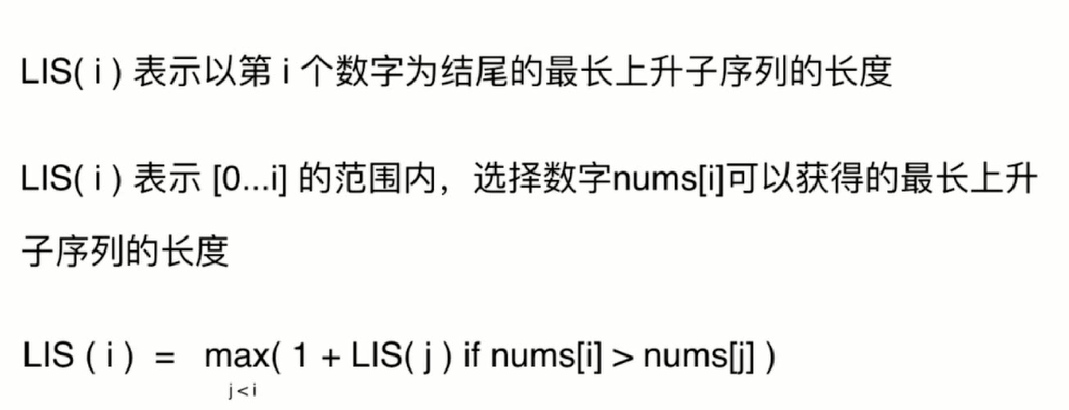 LIS( i ) 表示以第 i 个数字为结尾的最长上升子序列的长度
LIS( i ) 表示 [0...i] 的范围内，选择数字nums[i]可以获得的最长上升
子序列的长度
LIS ( i ) = max( 1 + LIS( j ) if nums[i] > nums[j] )
j < i